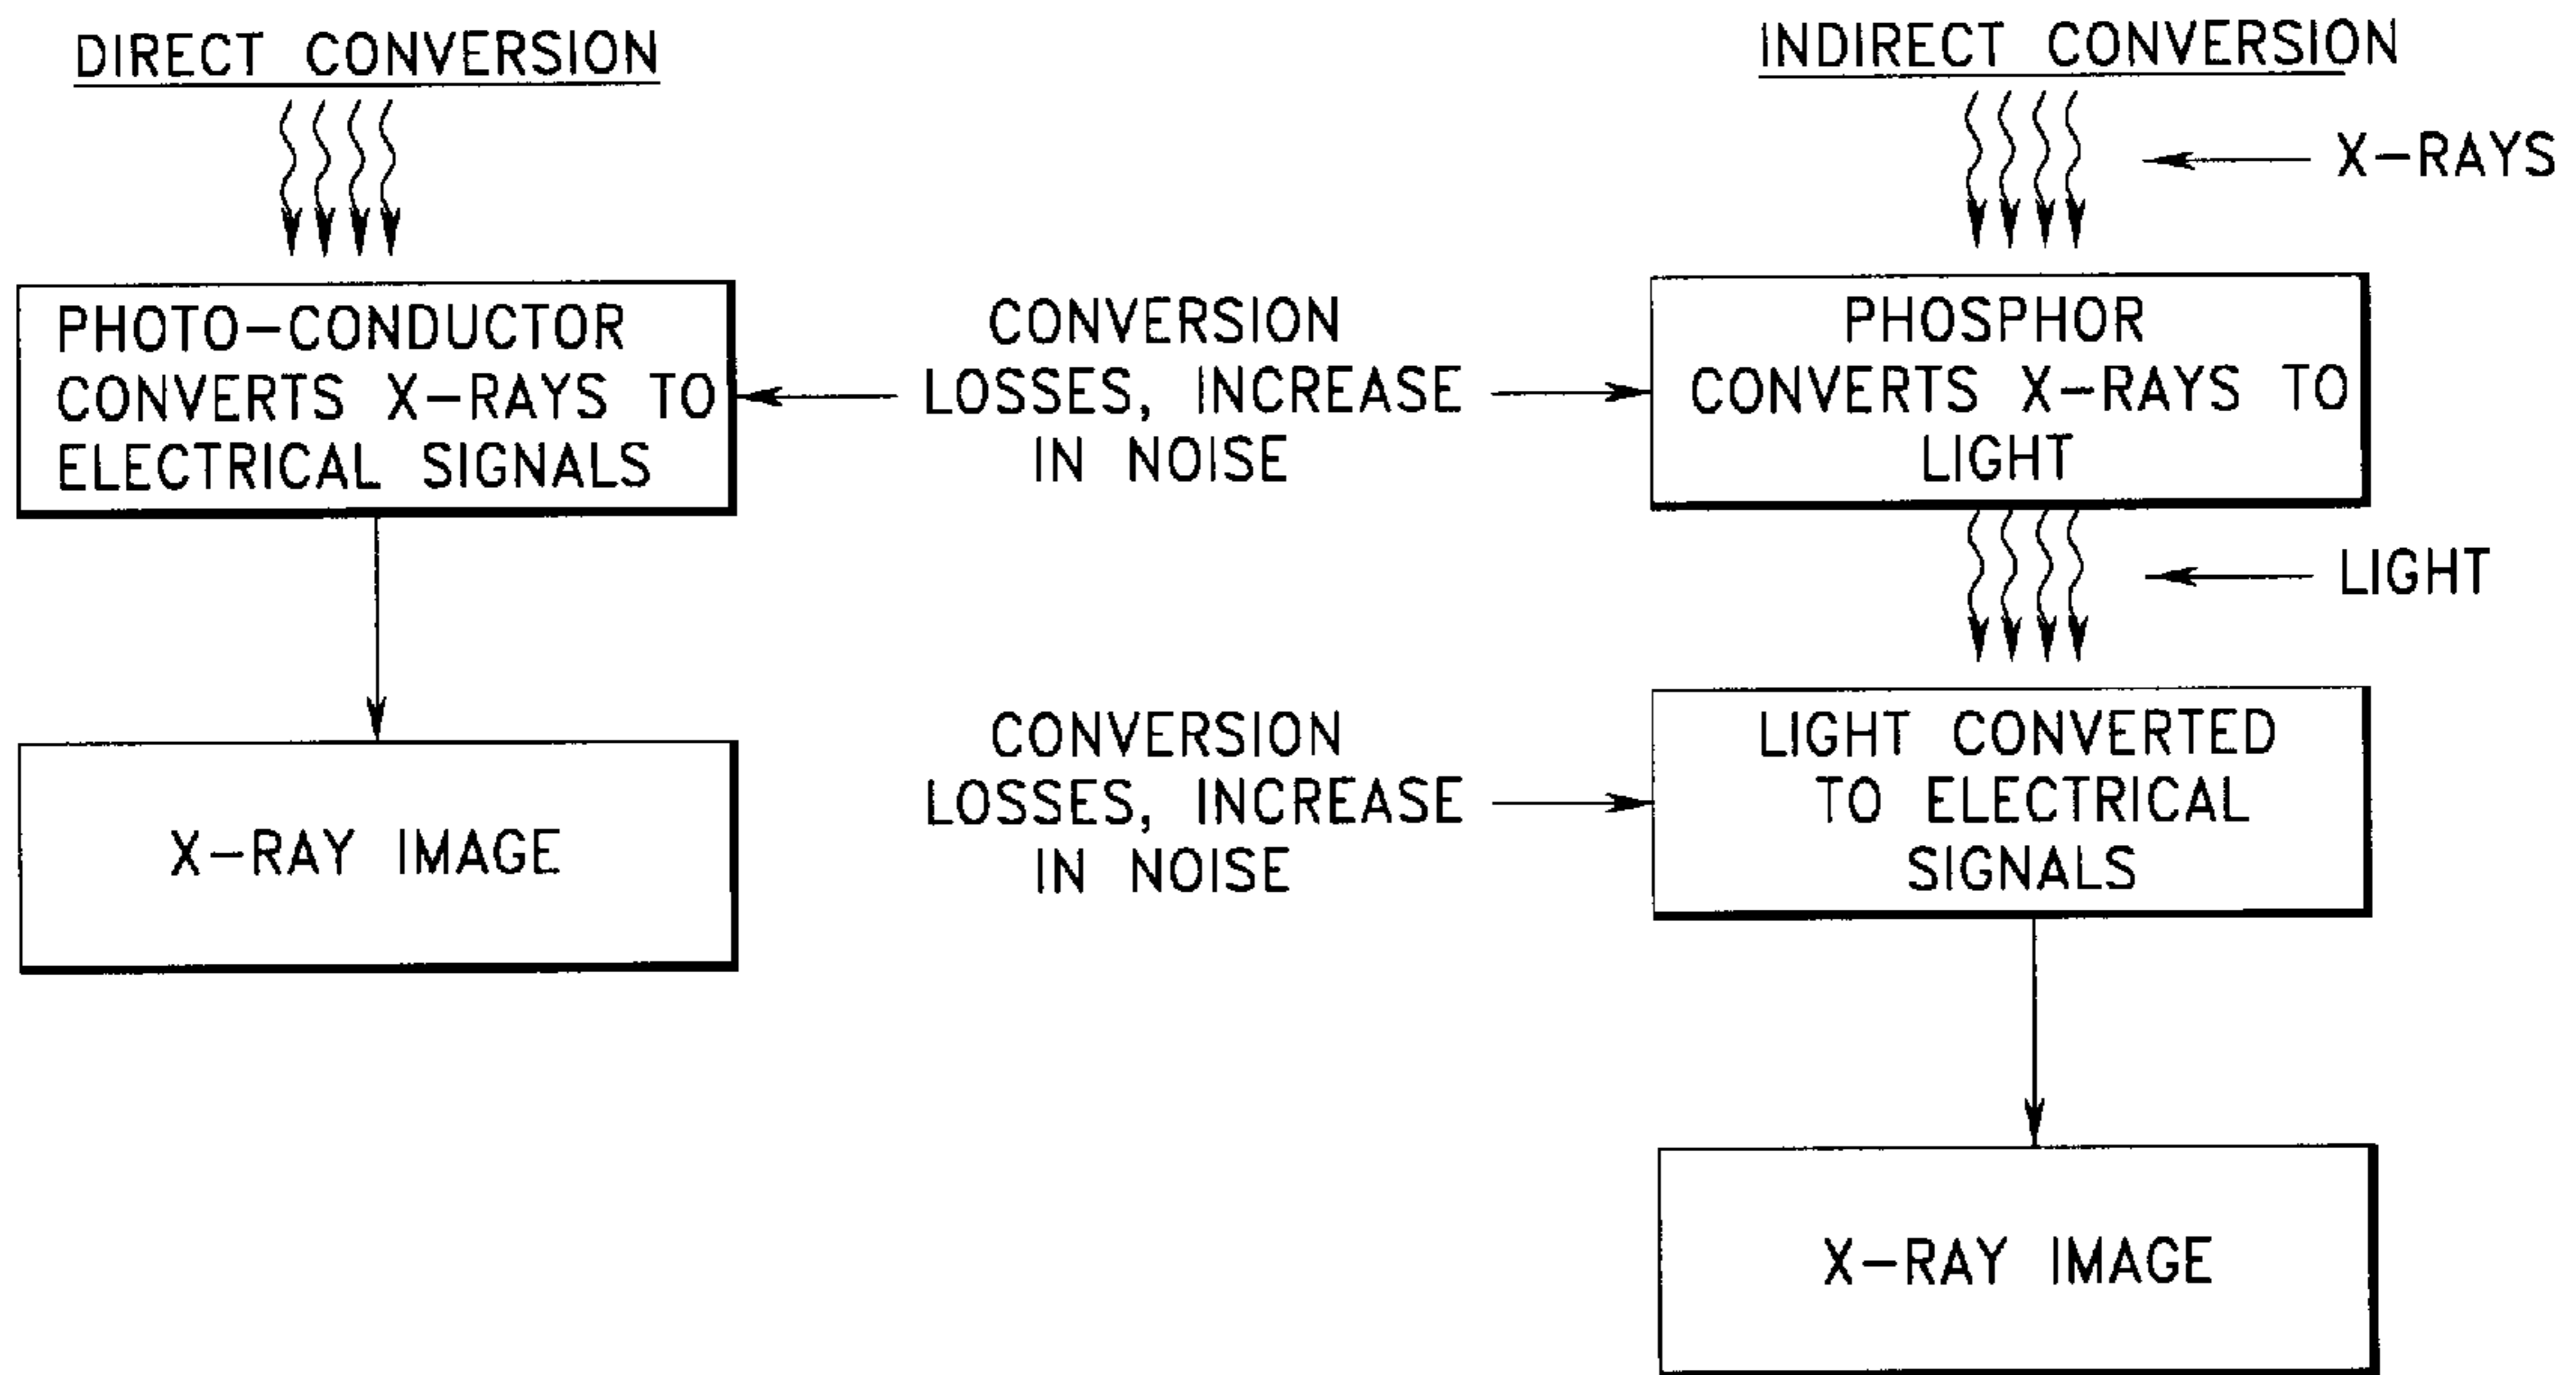 DIRECT CONVERSION
INDIRECT CONVERSION
X-RAYS
PHOTO-CONDUCTOR
CONVERTS X-RAYS TO
ELECTRICAL SIGNALS
CONVERSION
LOSSES, INCREASE
IN NOISE
PHOSPHOR
CONVERTS X-RAYS TO
LIGHT
LIGHT
X-RAY IMAGE
CONVERSION
LOSSES, INCREASE
IN NOISE
LIGHT CONVERTED
TO ELECTRICAL
SIGNALS
X-RAY IMAGE